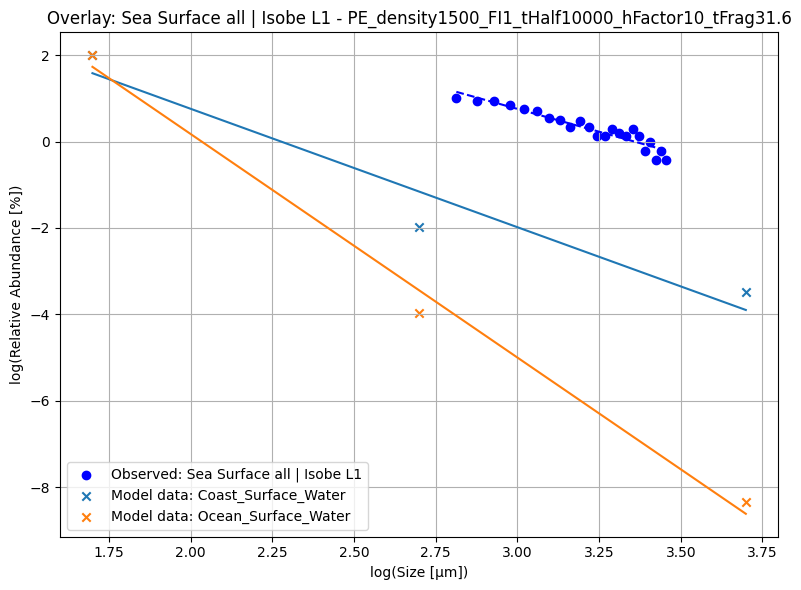 Overlay: Sea Surface all | Isobe L1 - PE_density1500_FI1_tHalf10000_hFactor10_tFrag31.6
log(Relative Abundance [%])
2
0
−2
−4
−6
−8
Observed: Sea Surface all | Isobe L1
Model data: Coast_Surface_Water
Model data: Ocean_Surface_Water
1.75
2.00
2.25
2.50
2.75
3.00
3.25
3.50
3.75
log(Size [μm])